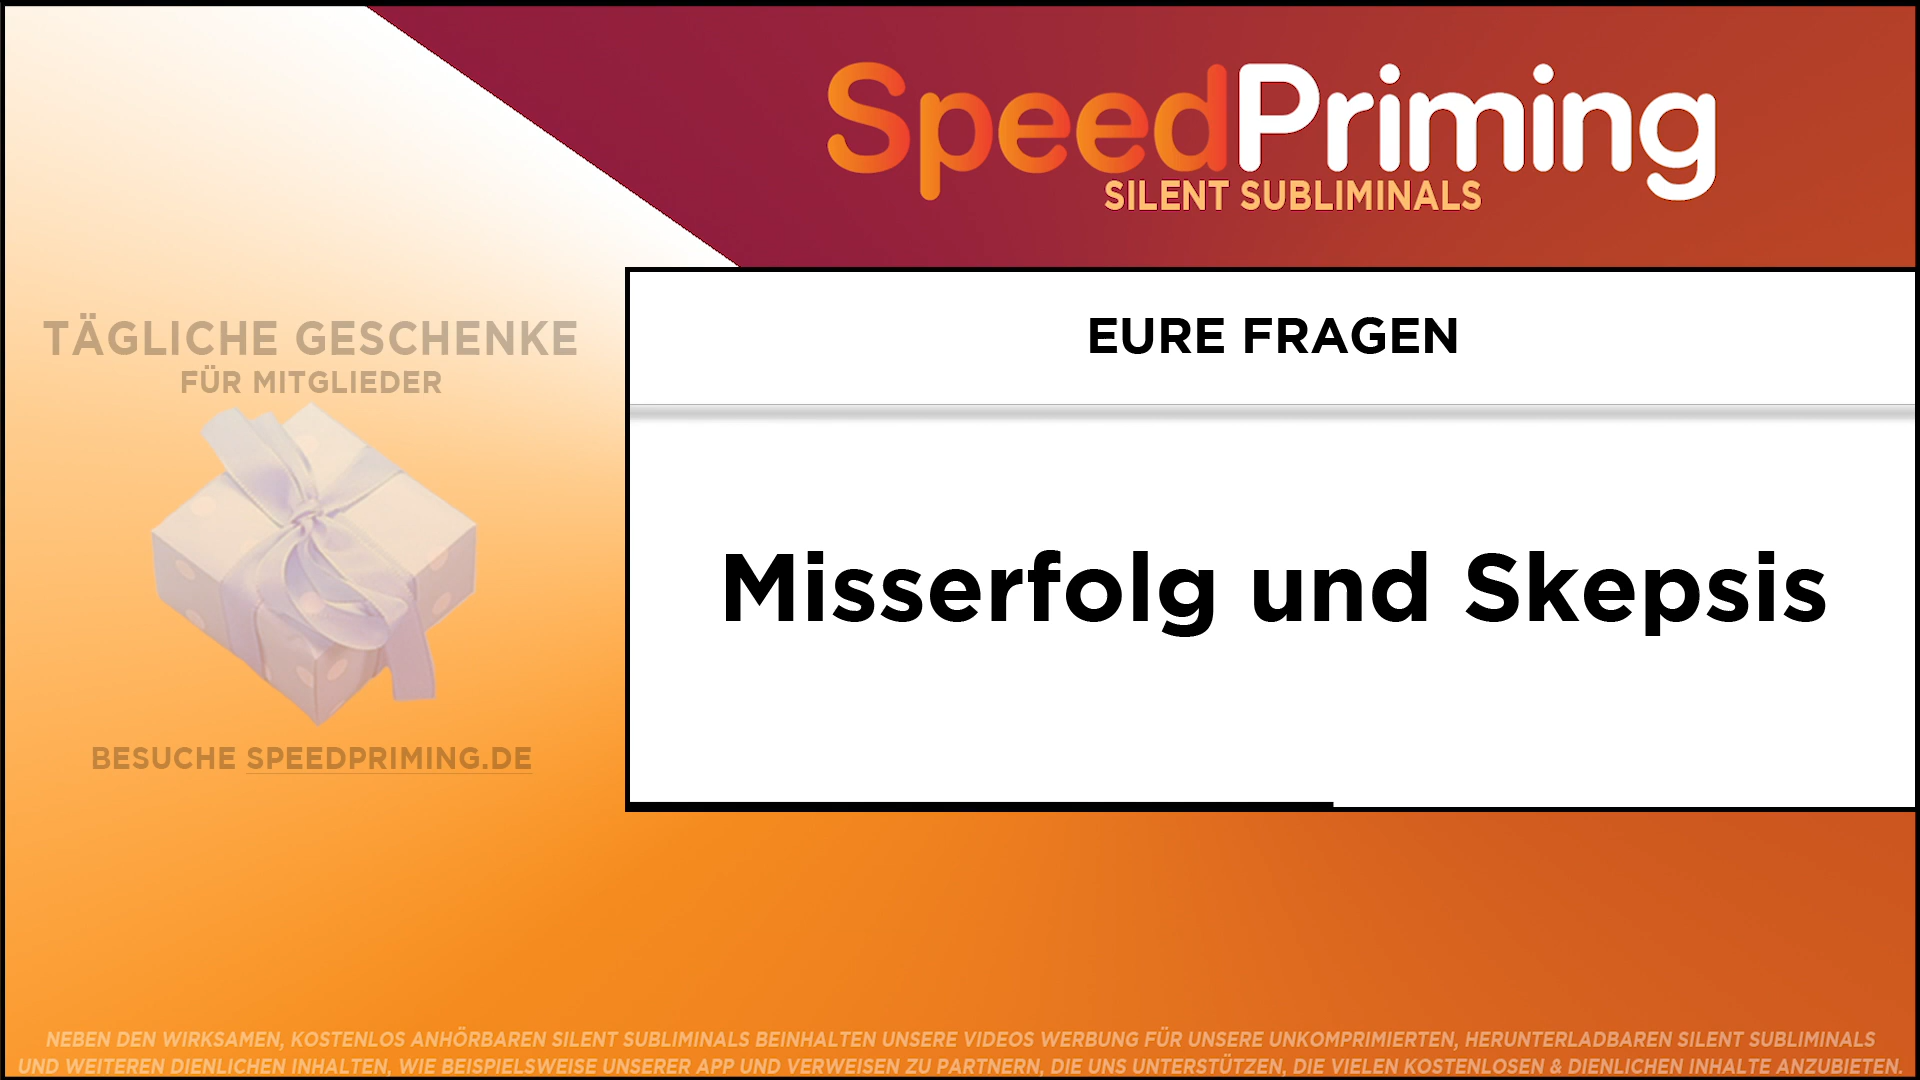 SpeedPriming
SILENT SUBLIMINALS
TÄGLICHE GESCHENKE
FÜR MITGLIEDER
BESUCHE SPEEDPRIMING.DE
EURE FRAGEN
Misserfolg und Skepsis
NEBEN DEN WIRKSAMEN, KOSTENLOS ANHÖRBAREN SILENT SUBLIMINALS BEINHALTEN UNSERE VIDEOS WERBUNG FÜR UNSERE UNKOMPRIMIERTEN, HERUNTERLADBAREN SILENT SUBLIMINALS
UND WEITEREN DIENLICHEN INHALTEN, WIE BEISPIELSWEISE UNSERER APP UND VERWEISEN ZU PARTNERN, DIE UNS UNTERSTÜTZEN, DIE VIELEN KOSTENLOSEN & DIENLICHEN INHALTE ANZUBIETEN.